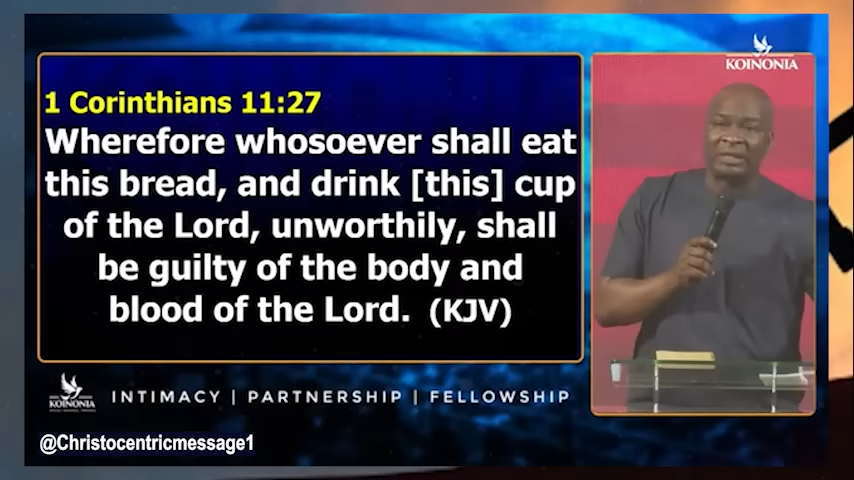 1 Corinthians 11:27
Wherefore whosoever shall eat
this bread, and drink [this] cup
of the Lord, unworthily, shall
be guilty of the body and
blood of the Lord. (KJV)
KOINONIA
KOINONIA
INTIMACY | PARTNERSHIP | FELLOWSHIP
@Christocentricmessage1